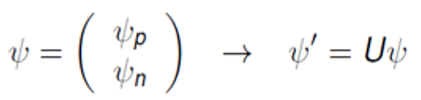 ψ = ( ψp ψn ) → ψ′ = Uψ